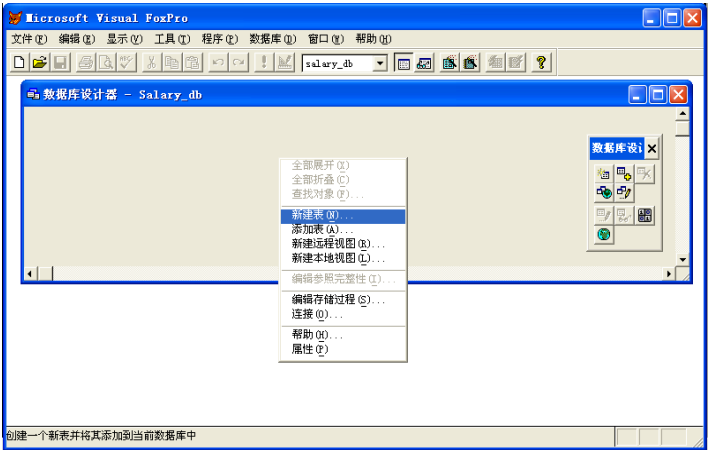 Microsoft Visual FoxPro
文件(F) 编辑(E) 显示(V) 工具(T) 程序(P) 数据库(D) 窗口(W) 帮助(H)
salary_db
数据库设计器 - Salary_db
数据库设计
全部展开(X)
全部折叠(C)
查找对象(F)...
新建表(N)...
添加表(A)...
新建远程视图(R)...
新建本地视图(L)...
编辑参照完整性(I)...
编辑存储过程(S)...
连接(O)...
帮助(H)...
属性(P)
创建一个新表并将其添加到当前数据库中